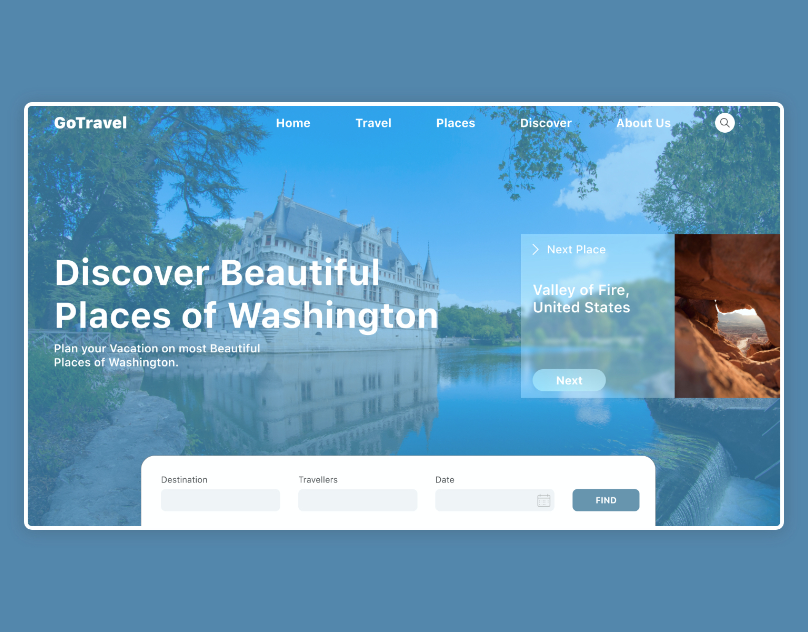 GoTravel
Home
Travel
Places
Discover
About Us
Discover Beautiful
Places of Washington
Plan your Vacation on most Beautiful
Places of Washington.
Next Place
Valley of Fire,
United States
Next
Destination
Travellers
Date
FIND